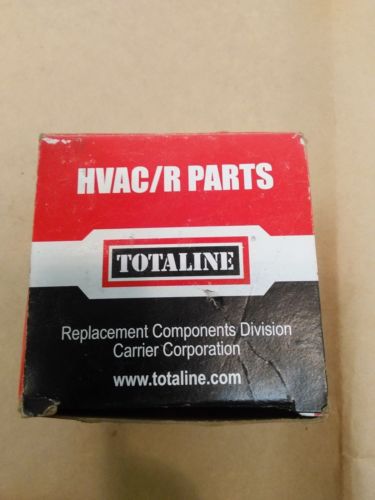 HVAC/R PARTS
TOTALINE®
Replacement Components Division
Carrier Corporation
www.totaline.com